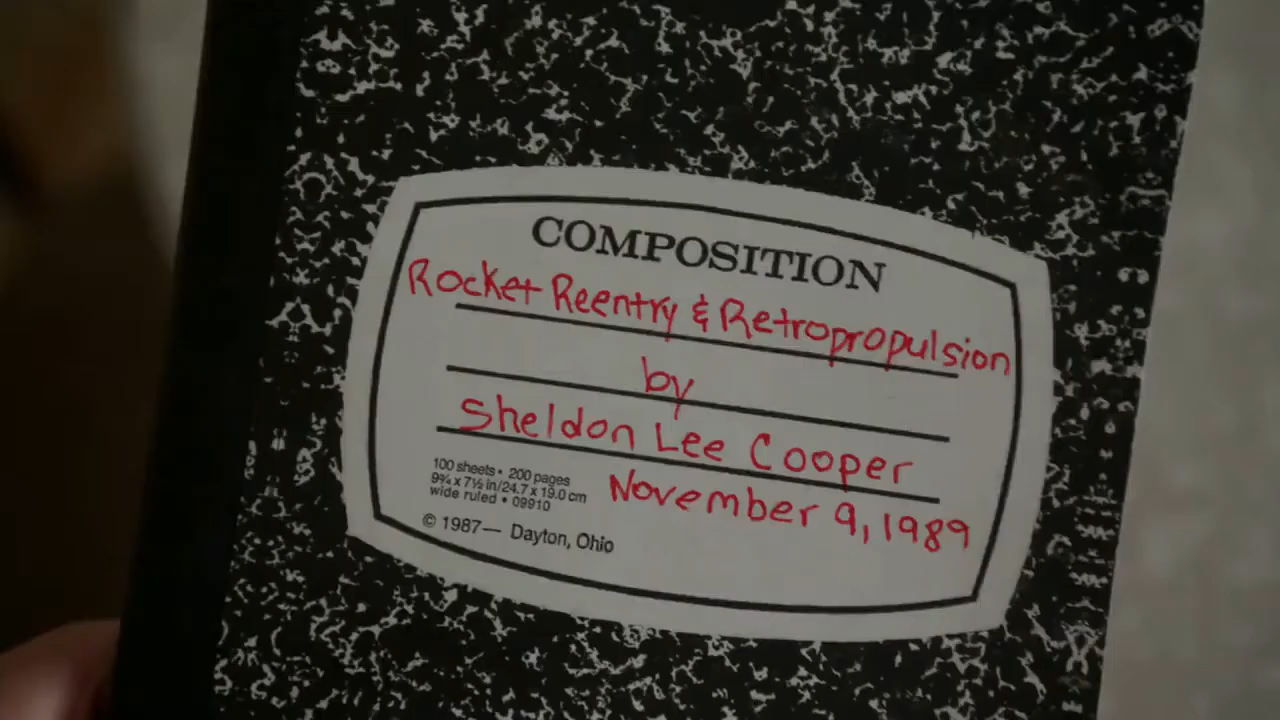 COMPOSITION
Rocket Reentry & Retropropulsion
by
Sheldon Lee Cooper
November 9, 1989
100 sheets • 200 pages
9¾ x 7½ in/24.7 x 19.0 cm
wide ruled • 09910
© 1987— Dayton, Ohio